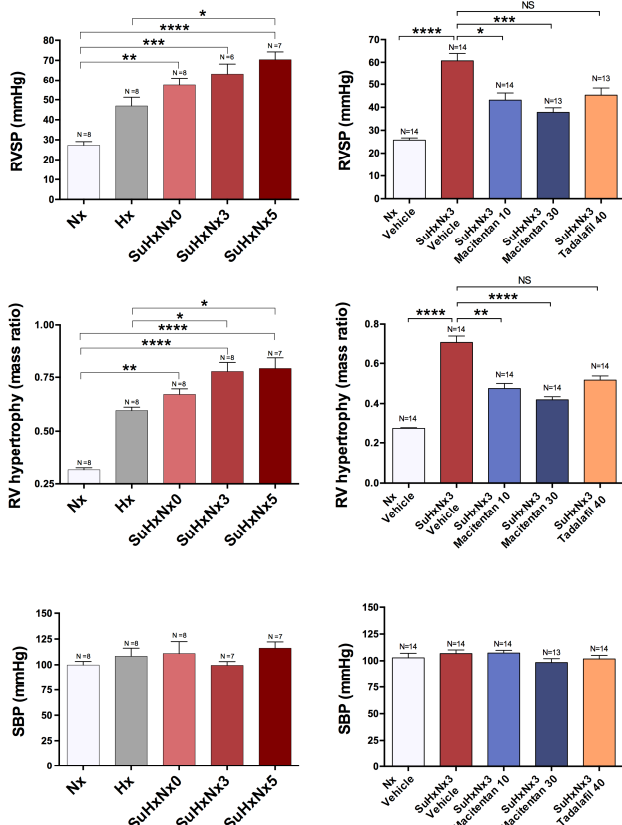 *
****
***
**
RVSP (mmHg)
80
70
60
50
40
30
20
10
0
N=8
N=8
N=8
N=6
N=7
Nx
Hx
SuHxNx0
SuHxNx3
SuHxNx5
NS
***
****
*
RVSP (mmHg)
70
60
50
40
30
20
10
0
N=14
N=14
N=14
N=13
N=13
Nx
Vehicle
SuHxNx3
Vehicle
SuHxNx3
Macitentan 10
SuHxNx3
Macitentan 30
SuHxNx3
Tadalafil 40
*
*
****
****
**
RV hypertrophy (mass ratio)
1.00
0.75
0.50
0.25
N=8
N=8
N=8
N=8
N=7
Nx
Hx
SuHxNx0
SuHxNx3
SuHxNx5
NS
****
****
**
RV hypertrophy (mass ratio)
0.8
0.6
0.4
0.2
0.0
N=14
N=14
N=14
N=14
N=14
Nx
Vehicle
SuHxNx3
Vehicle
SuHxNx3
Macitentan 10
SuHxNx3
Macitentan 30
SuHxNx3
Tadalafil 40
SBP (mmHg)
150
125
100
75
50
25
0
N=8
N=8
N=8
N=7
N=7
Nx
Hx
SuHxNx0
SuHxNx3
SuHxNx5
SBP (mmHg)
150
125
100
75
50
25
0
N=14
N=14
N=14
N=13
N=14
Nx
Vehicle
SuHxNx3
Vehicle
SuHxNx3
Macitentan 10
SuHxNx3
Macitentan 30
SuHxNx3
Tadalafil 40